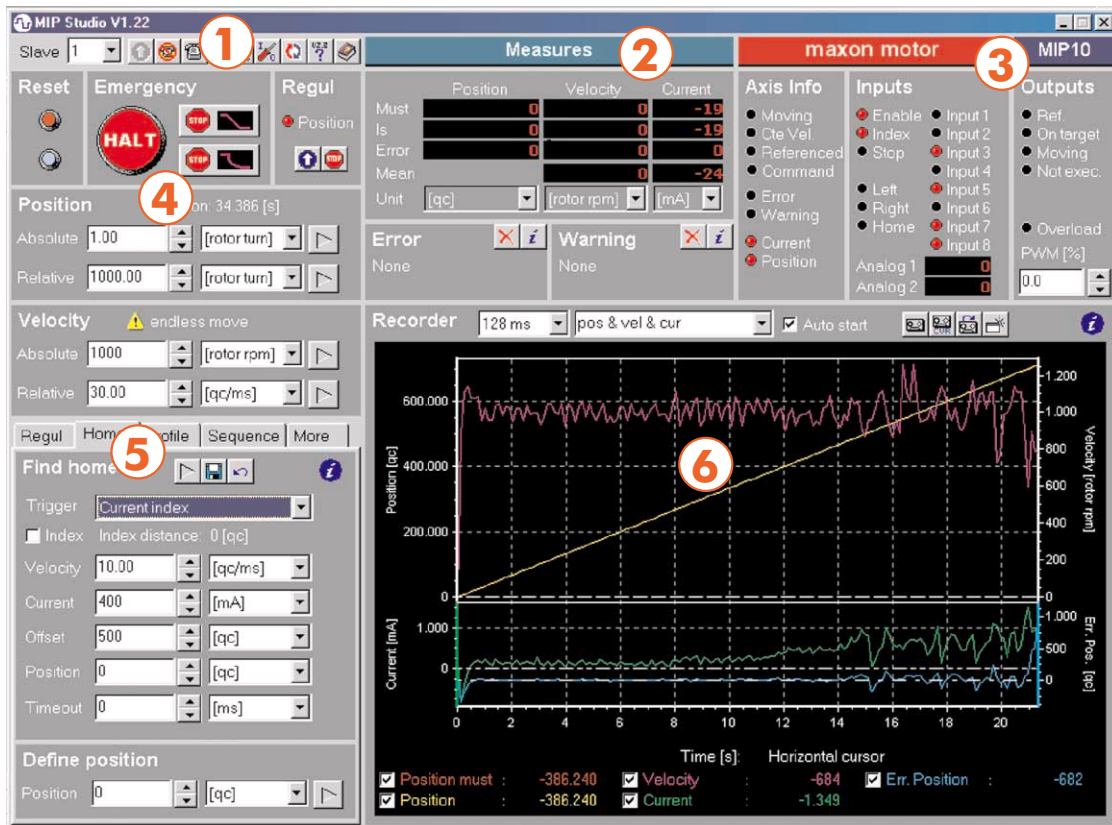 MIP Studio V1.22
Slave 1
1
Measures
2
maxon motor
3
MIP10
Reset
Emergency
Regul
HALT
STOP
STOP
Position
STOP
Position Velocity Current
Must 0 0 -19
Is 0 0 -19
Error 0 0 0
Mean 0 -24
Unit [qc] [rotor rpm] [mA]
Axis Info
Moving
Cte Vel.
Referenced
Command
Error
Warning
Current
Position
Inputs
Enable Input 1
Index Input 2
Stop Input 3
Input 4
Left Input 5
Right Input 6
Home Input 7
Input 8
Analog 1 0
Analog 2 0
Outputs
Ref.
On target
Moving
Not exec.
Overload
PWM [%]
0.0
4
Position on: 34.386 [s]
Absolute 1.00 [rotor turn]
Relative 1000.00 [rotor turn]
Error
None
Warning
None
Velocity endless move
Absolute 1000 [rotor rpm]
Relative 30.00 [qc/ms]
Recorder 128 ms pos & vel & cur Auto start
Regul Hom ofile Sequence More
5
Find home
Trigger Current index
Index Index distance: 0 [qc]
Velocity 10.00 [qc/ms]
Current 400 [mA]
Offset 500 [qc]
Position 0 [qc]
Timeout 0 [ms]
Define position
Position 0 [qc]
6
Position [qc]
600.000
400.000
200.000
0
Velocity [rotor rpm]
1.200
1.000
800
600
400
200
0
Current [mA]
1.000
0
Err. Pos. [qc]
1.000
500
0
0 2 4 6 8 10 12 14 16 18 20
Time [s]: Horizontal cursor
Position must : -386.240 Velocity : -684 Err. Position : -682
Position : -386.240 Current : -1.349